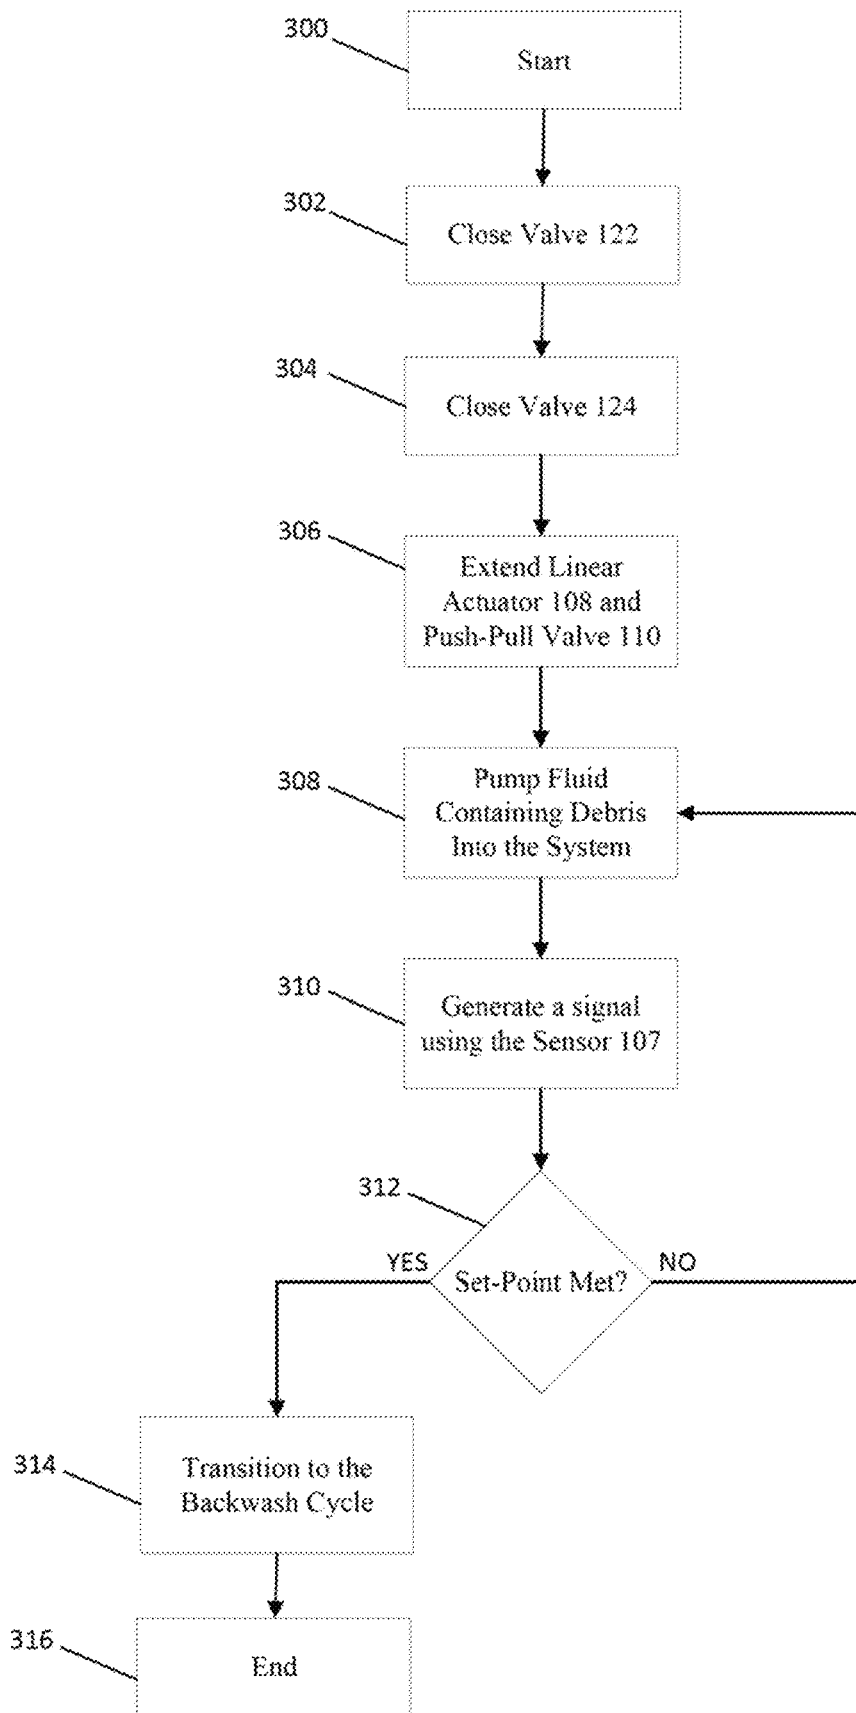 300
Start
302
Close Valve 122
304
Close Valve 124
306
Extend Linear
Actuator 108 and
Push-Pull Valve 110
308
Pump Fluid
Containing Debris
Into the System
310
Generate a signal
using the Sensor 107
312
YES
Set-Point Met?
NO
314
Transition to the
Backwash Cycle
316
End